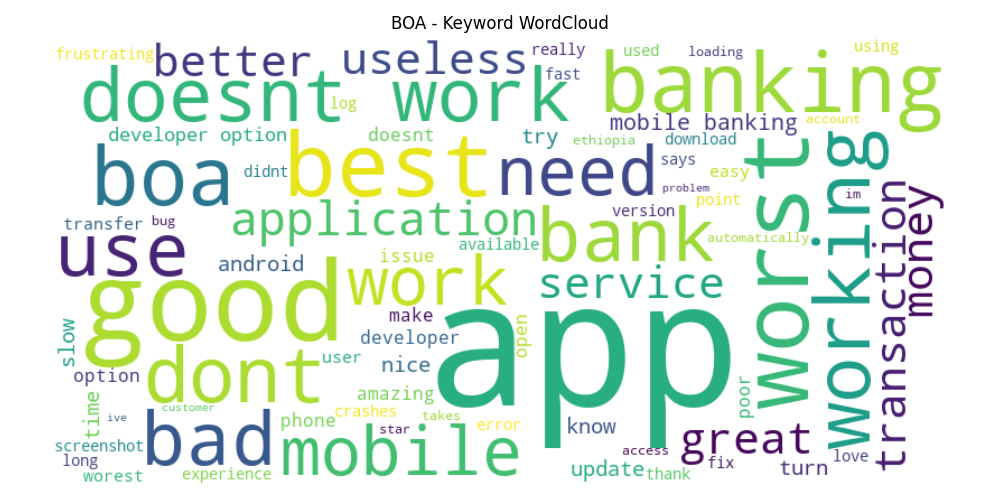 BOA - Keyword WordCloud
frustrating
better
useless
really
used
loading
using
fast
doesnt work
banking
log
mobile banking
account
developer option
doesnt
try
ethiopia
download
boa
didnt
best
need
says
easy
problem
worst
working
im
transfer
bug
application
version
point
transaction
money
use
android
issue
available
bank
automatically
good
work
service
slow
make
app
open
developer
user
nice
option
dont
amazing
poor
time
ive
customer
phone
crashes
takes
star
error
know
great
screenshot
bad
mobile
access
love
long
worest
experience
update
thank
fix
turn